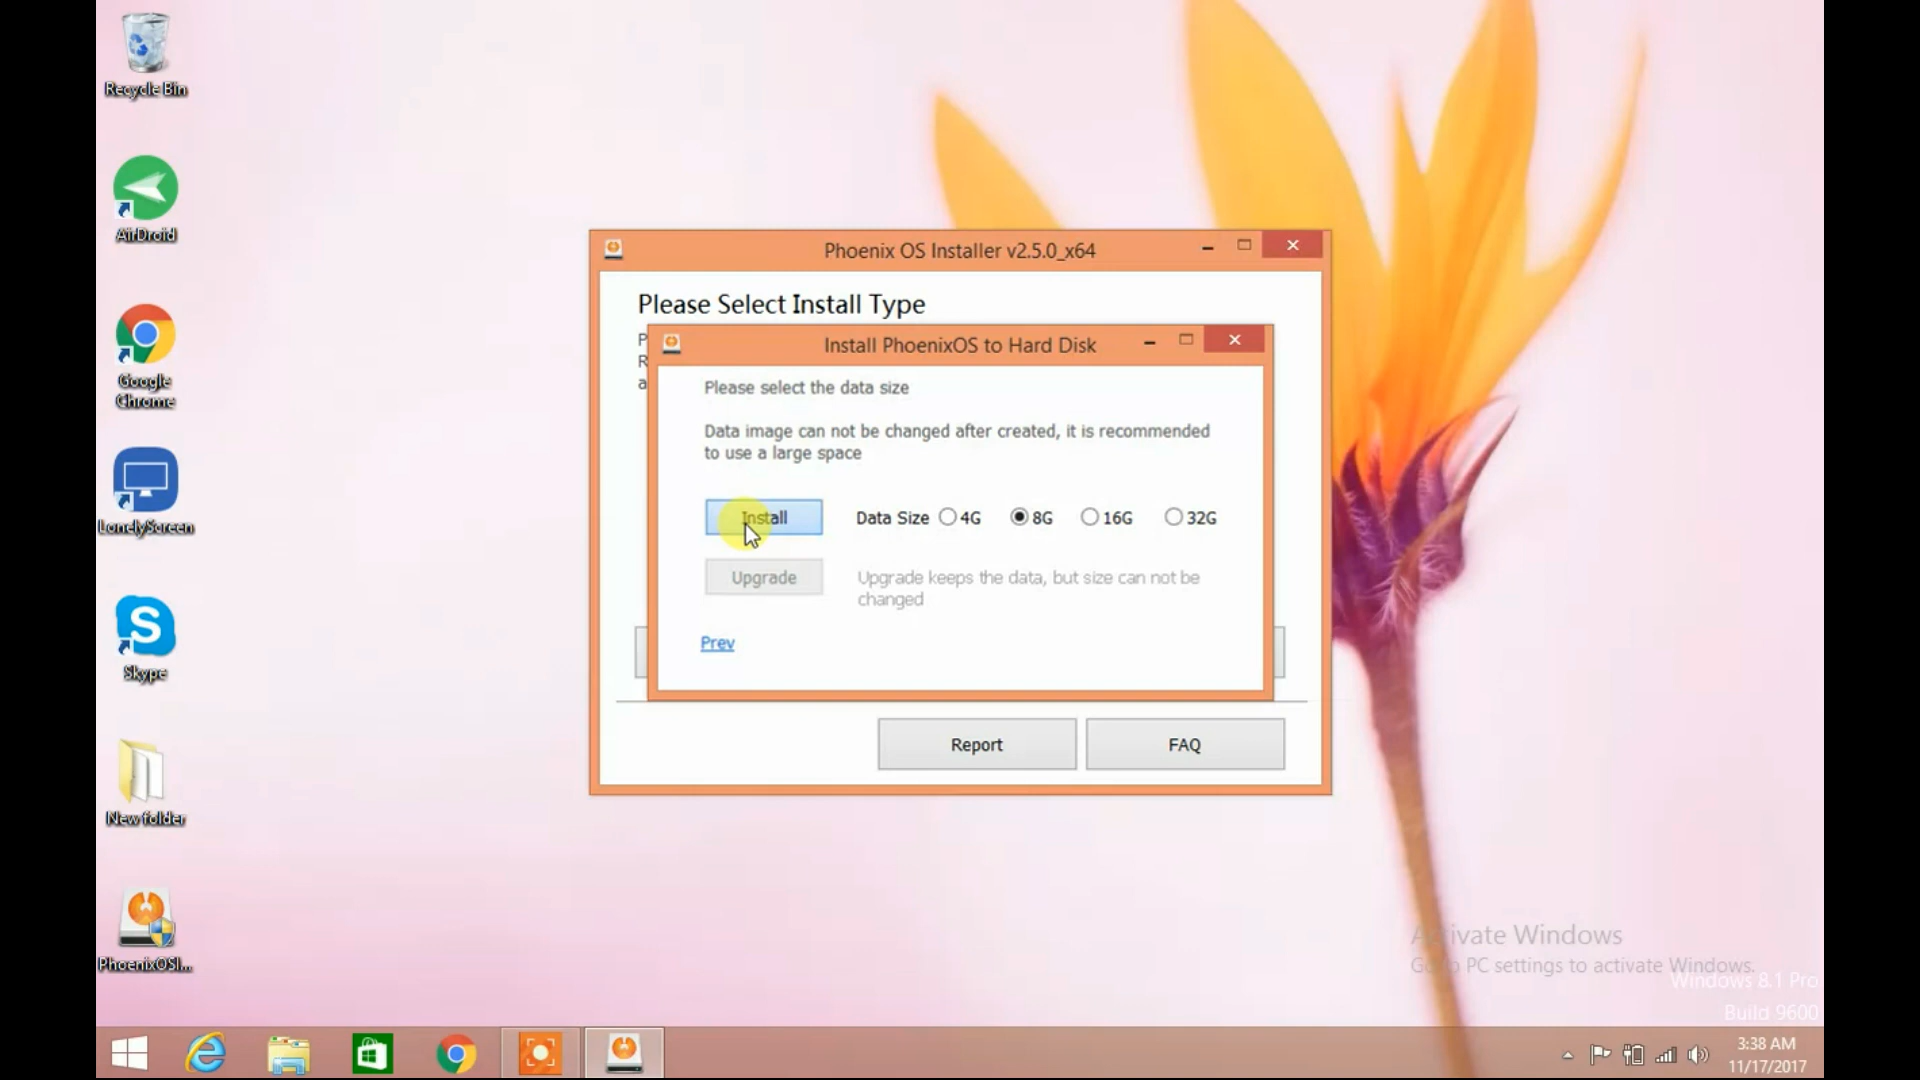 Recycle Bin
AirDroid
Google
Chrome
LonelyScreen
Skype
New folder
PhoenixOSI...
Phoenix OS Installer v2.5.0_x64
Please Select Install Type
P
R
a
Install PhoenixOS to Hard Disk
Please select the data size
Data image can not be changed after created, it is recommended
to use a large space
Install
Data Size 4G 8G 16G 32G
Upgrade
Upgrade keeps the data, but size can not be
changed
Prev
Report
FAQ
Activate Windows
Go to PC settings to activate Windows.
Windows 8.1 Pro
Build 9600
3:38 AM
11/17/2017